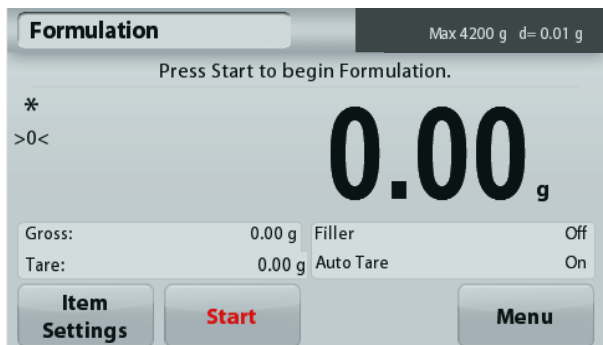 Formulation
Max 4200 g d= 0.01 g
Press Start to begin Formulation.
*
>0<
0.00 g
Gross: 0.00 g
Tare: 0.00 g
Filler Off
Auto Tare On
Item
Settings
Start
Menu